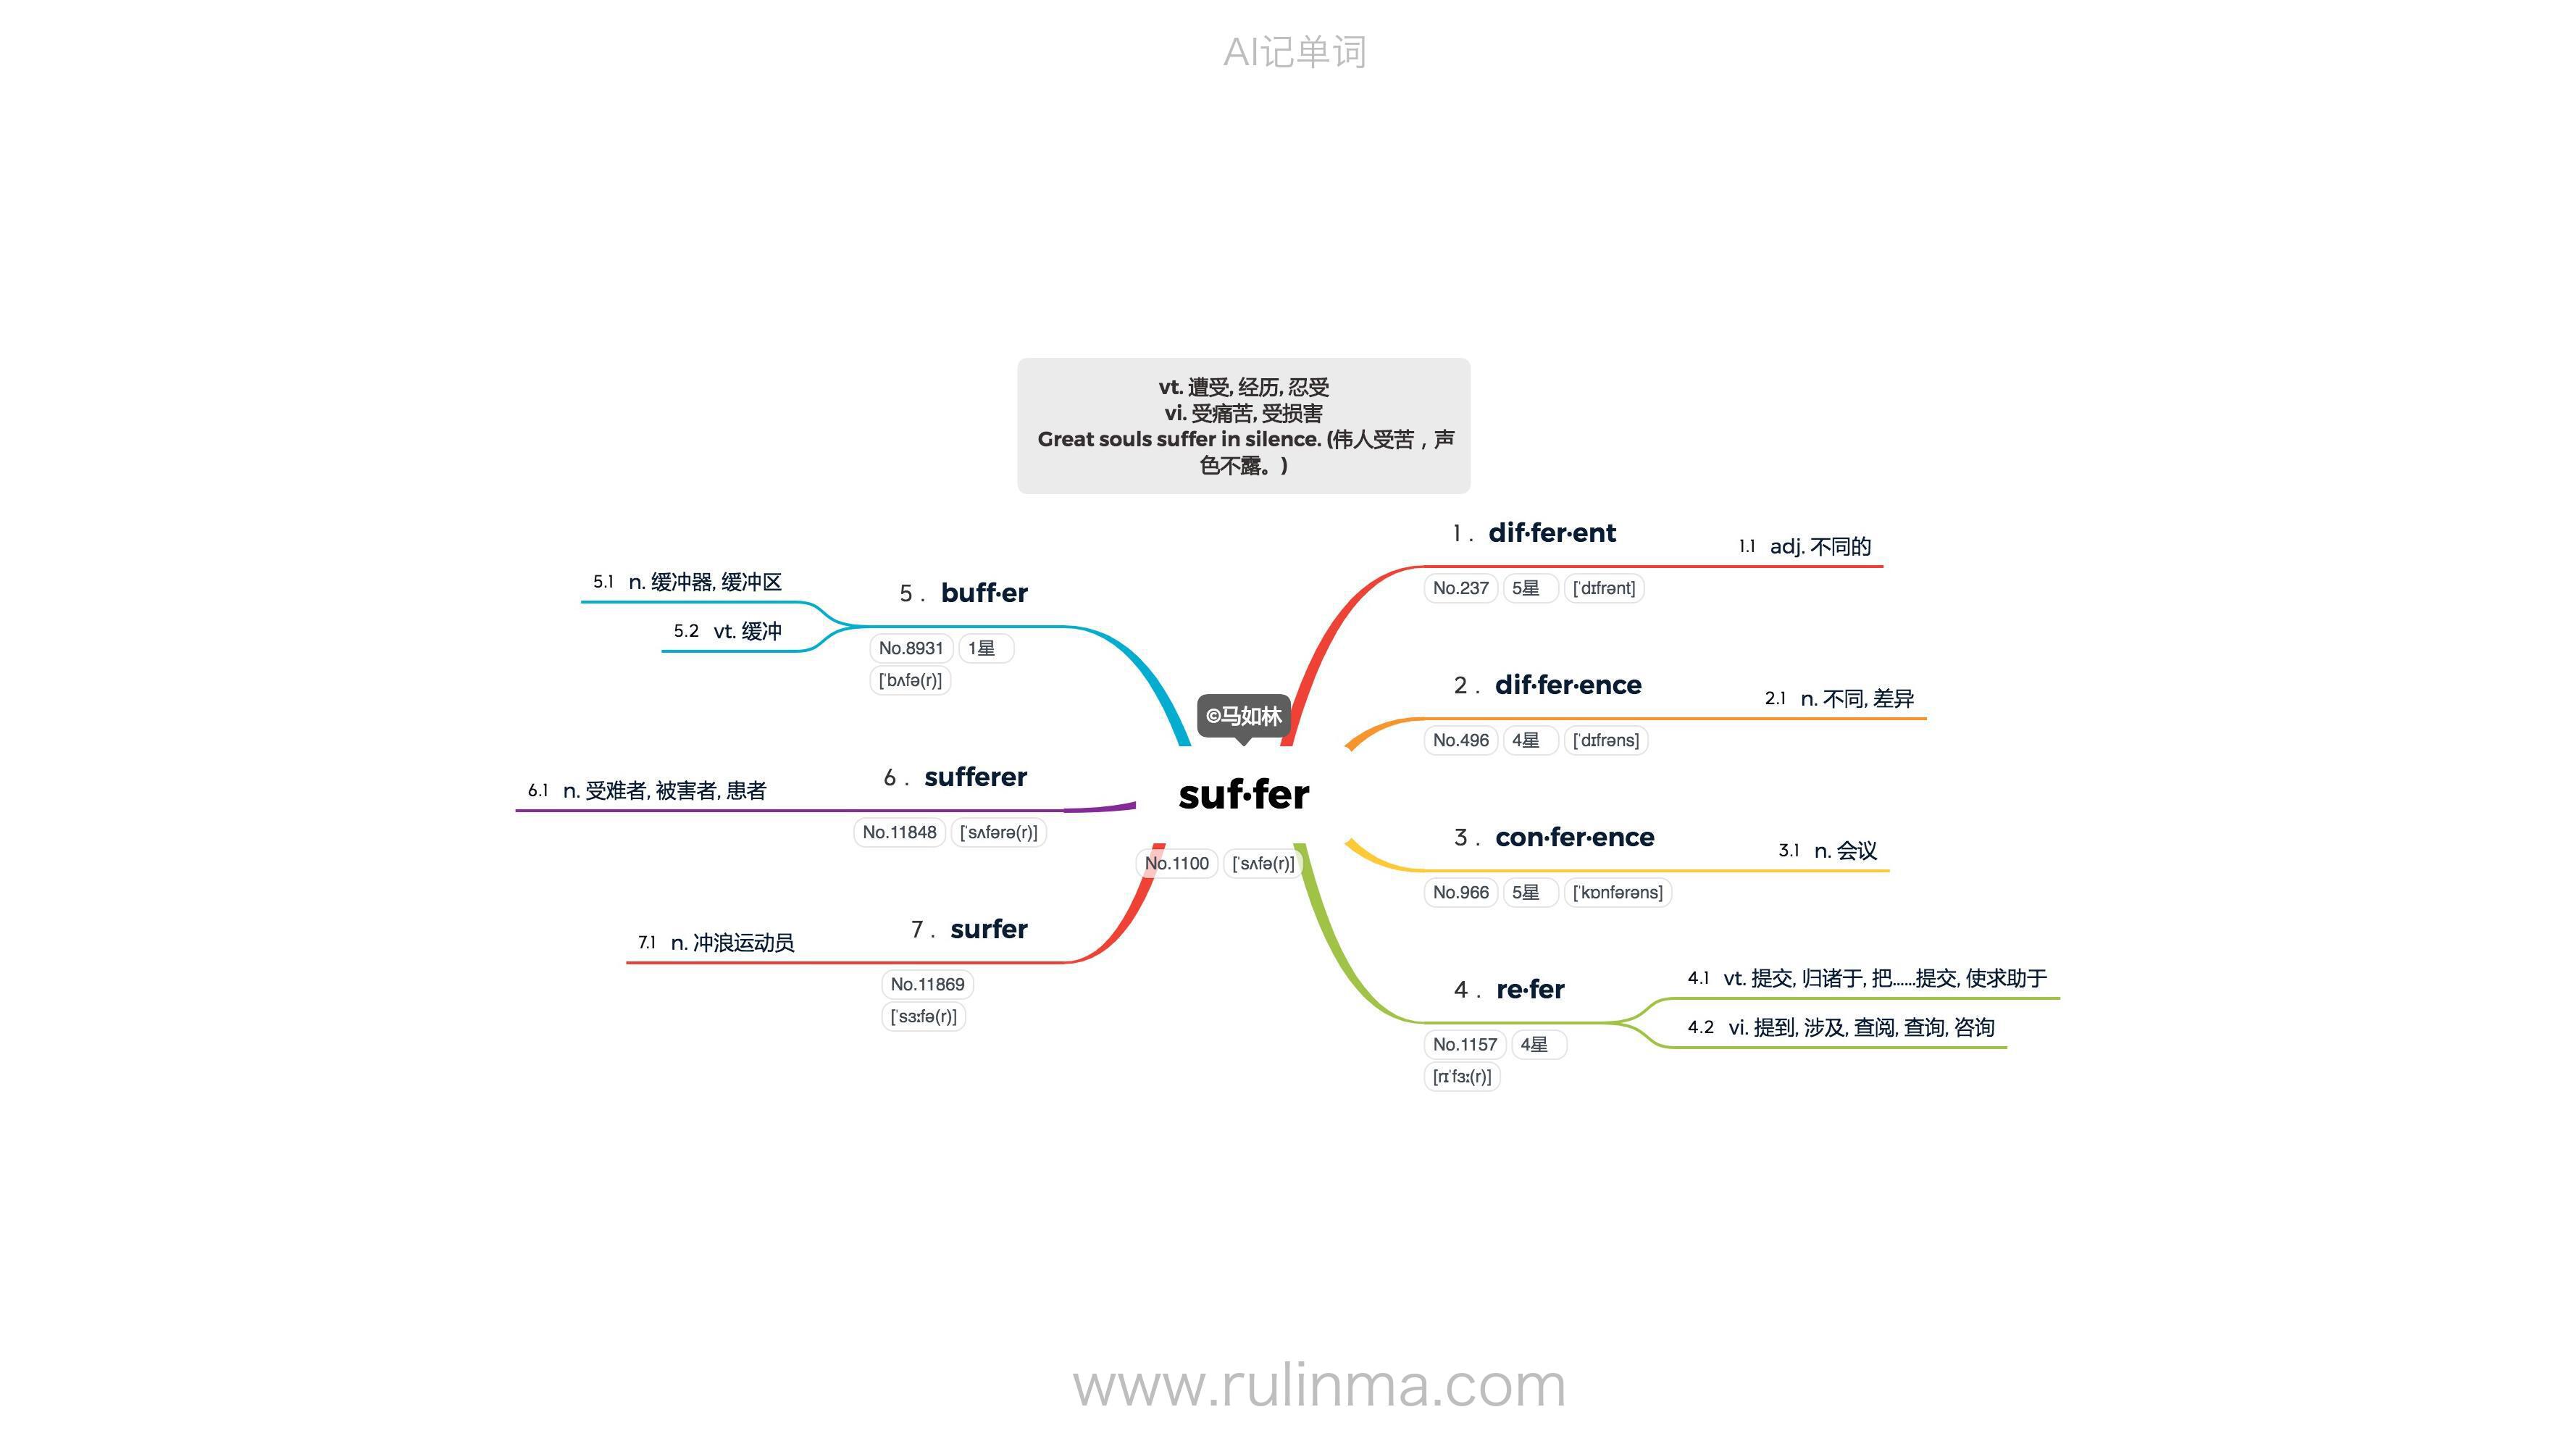 AI记单词
vt. 遭受, 经历, 忍受
vi. 受痛苦, 受损害
Great souls suffer in silence. (伟人受苦，声
色不露。)
©马如林
suf·fer
No.1100 [ˈsʌfə(r)]
1. dif·fer·ent
No.237 5星 [ˈdɪfrənt]
1.1 adj. 不同的
2. dif·fer·ence
No.496 4星 [ˈdɪfrəns]
2.1 n. 不同, 差异
3. con·fer·ence
No.966 5星 [ˈkɒnfərəns]
3.1 n. 会议
4. re·fer
No.1157 4星
[rɪˈfɜː(r)]
4.1 vt. 提交, 归诸于, 把……提交, 使求助于
4.2 vi. 提到, 涉及, 查阅, 查询, 咨询
5. buff·er
No.8931 1星
[ˈbʌfə(r)]
5.1 n. 缓冲器, 缓冲区
5.2 vt. 缓冲
6. sufferer
No.11848 [ˈsʌfərə(r)]
6.1 n. 受难者, 被害者, 患者
7. surfer
No.11869
[ˈsɜːfə(r)]
7.1 n. 冲浪运动员
www.rulinma.com